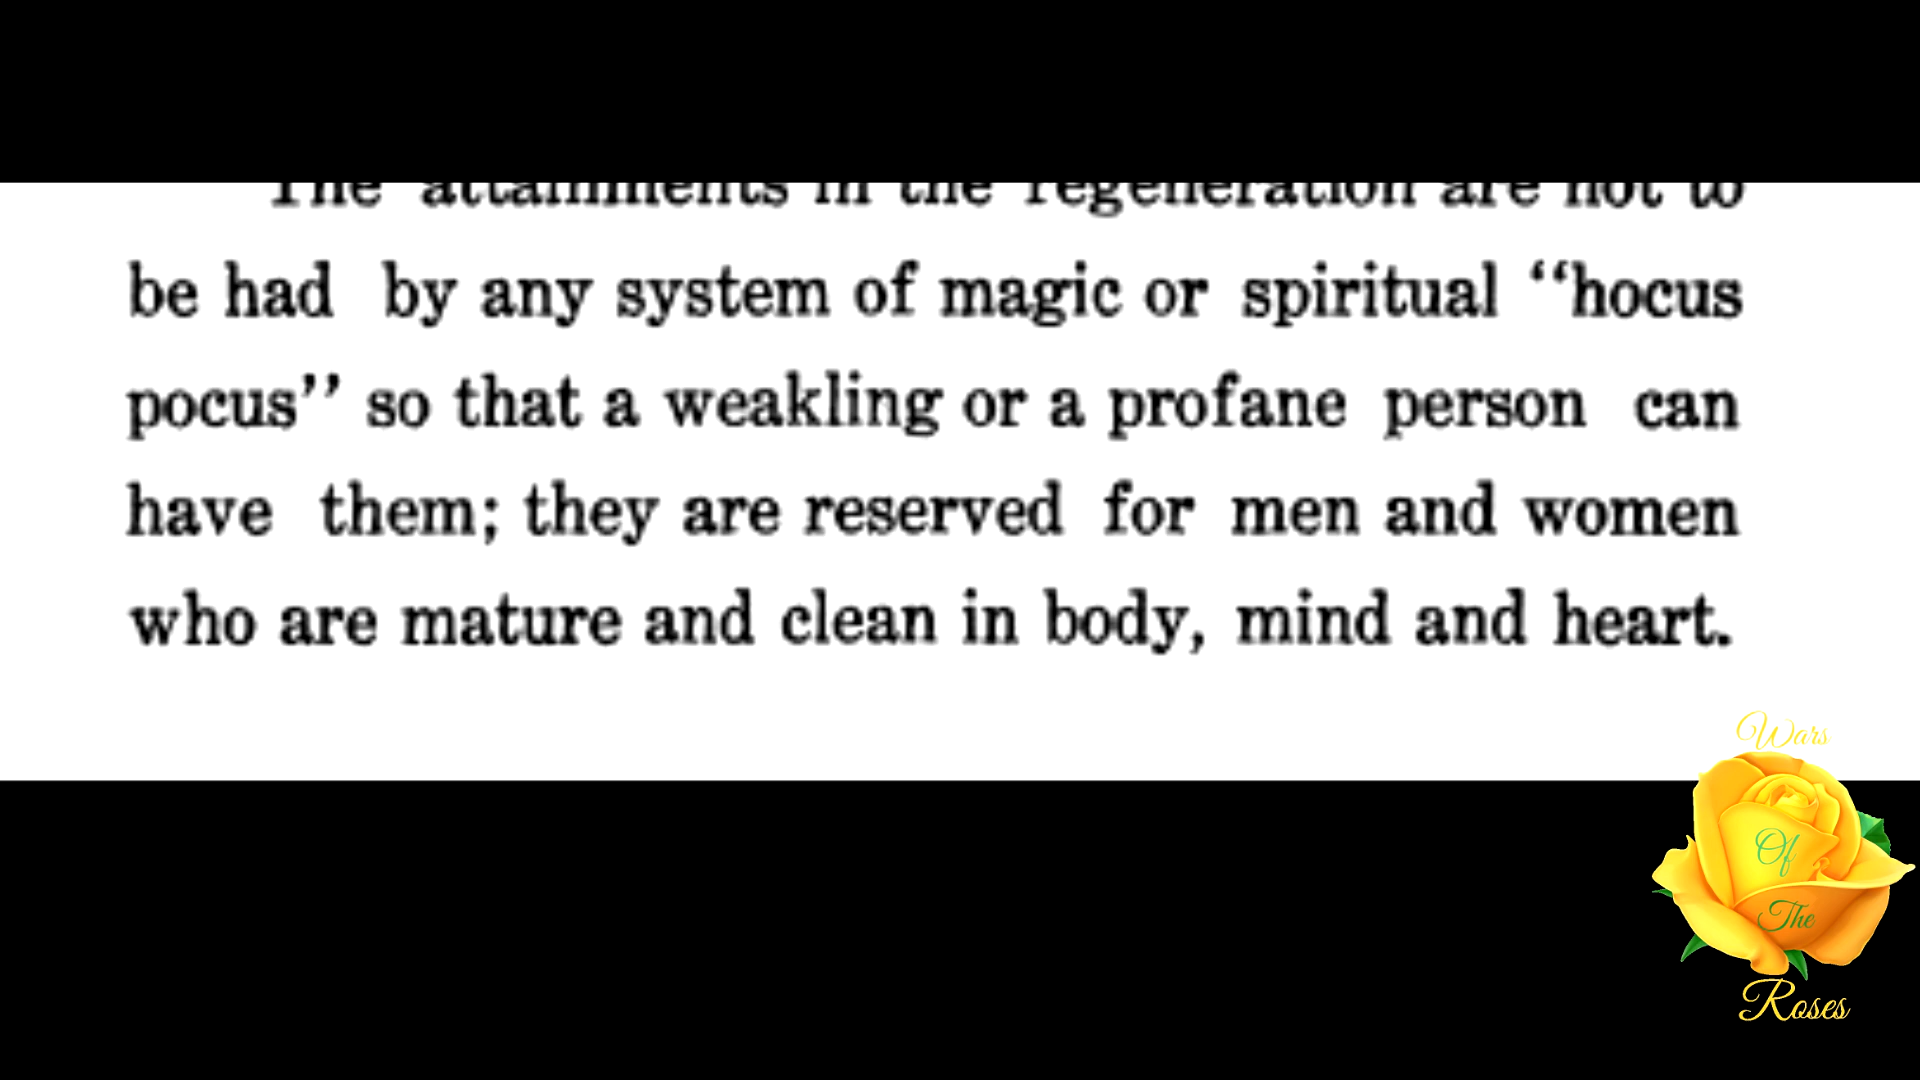 The attainments in the regeneration are not to
be had by any system of magic or spiritual ‘‘hocus
pocus’’ so that a weakling or a profane person can
have them; they are reserved for men and women
who are mature and clean in body, mind and heart.
Wars
Of
The
Roses